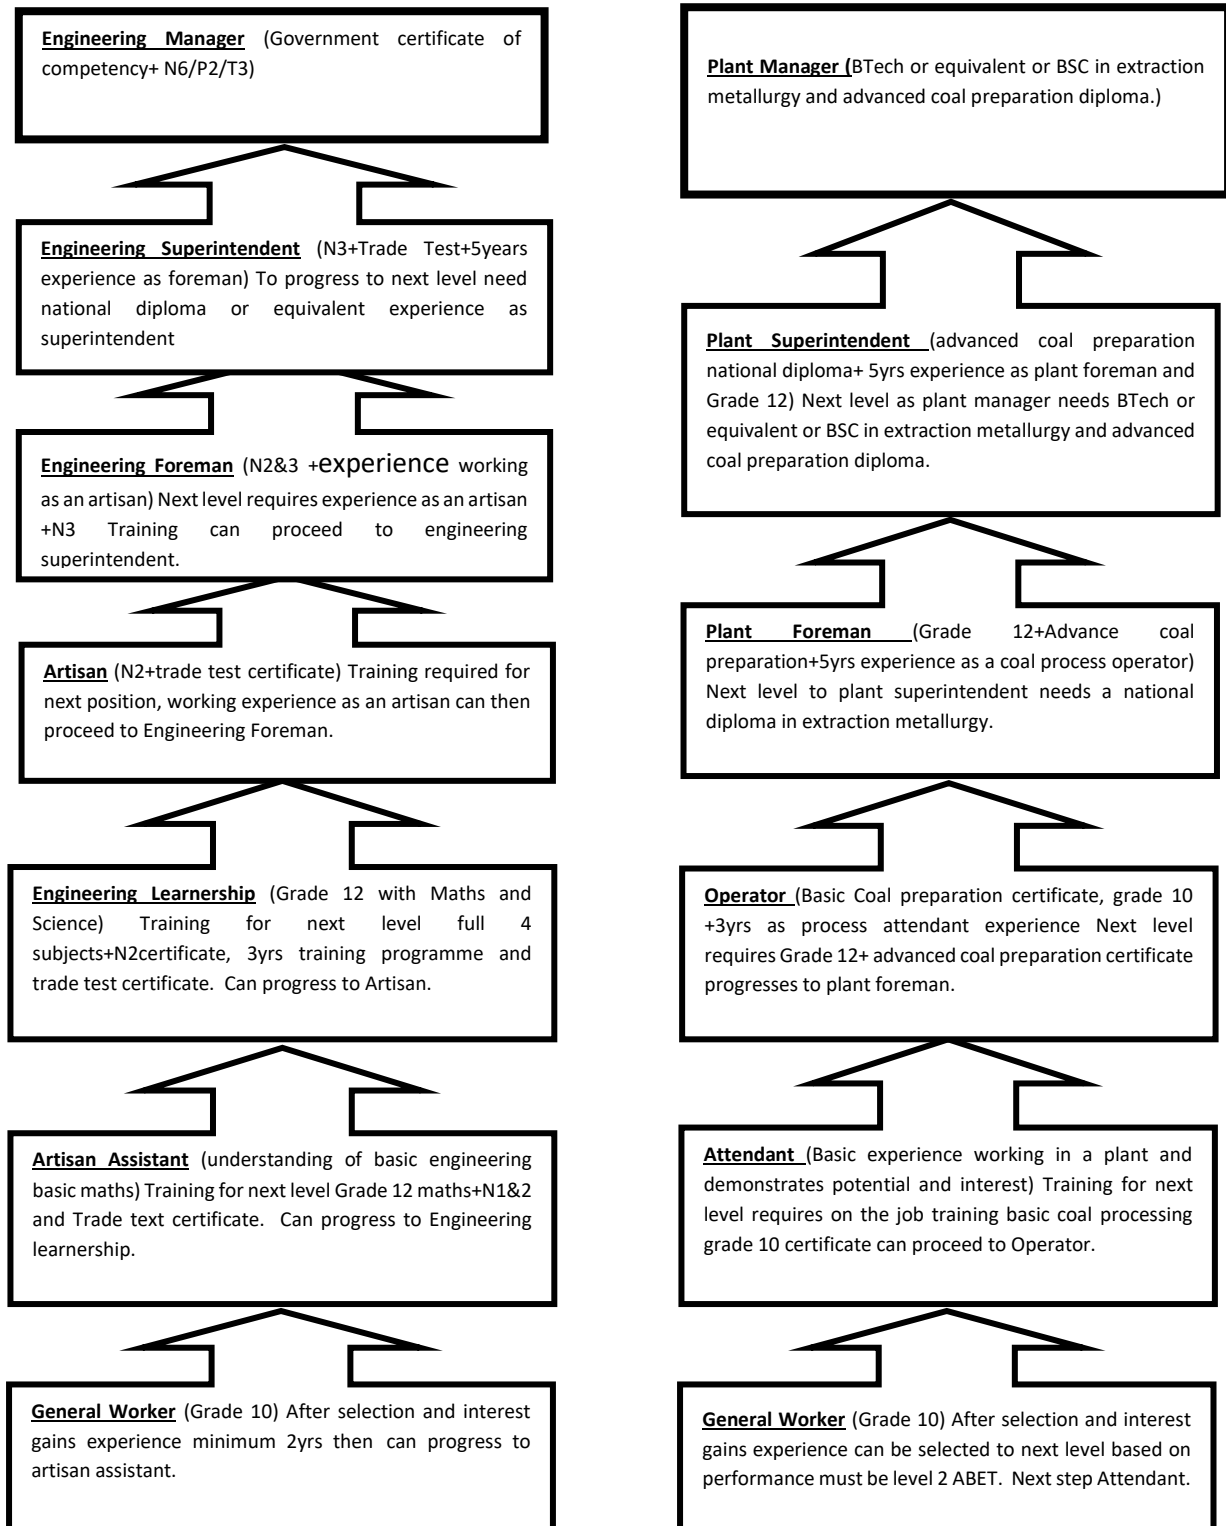 Engineering Manager (Government certificate of
competency+ N6/P2/T3)
Engineering Superintendent (N3+Trade Test+5years
experience as foreman) To progress to next level need
national diploma or equivalent experience as
superintendent
Engineering Foreman (N2&3 +experience working
as an artisan) Next level requires experience as an artisan
+N3 Training can proceed to engineering
superintendent.
Artisan (N2+trade test certificate) Training required for
next position, working experience as an artisan can then
proceed to Engineering Foreman.
Engineering Learnership (Grade 12 with Maths and
Science) Training for next level full 4
subjects+N2certificate, 3yrs training programme and
trade test certificate. Can progress to Artisan.
Artisan Assistant (understanding of basic engineering
basic maths) Training for next level Grade 12 maths+N1&2
and Trade text certificate. Can progress to Engineering
learnership.
General Worker (Grade 10) After selection and interest
gains experience minimum 2yrs then can progress to
artisan assistant.
Plant Manager (BTech or equivalent or BSC in extraction
metallurgy and advanced coal preparation diploma.)
Plant Superintendent (advanced coal preparation
national diploma+ 5yrs experience as plant foreman and
Grade 12) Next level as plant manager needs BTech or
equivalent or BSC in extraction metallurgy and advanced
coal preparation diploma.
Plant Foreman (Grade 12+Advance coal
preparation+5yrs experience as a coal process operator)
Next level to plant superintendent needs a national
diploma in extraction metallurgy.
Operator (Basic Coal preparation certificate, grade 10
+3yrs as process attendant experience Next level
requires Grade 12+ advanced coal preparation certificate
progresses to plant foreman.
Attendant (Basic experience working in a plant and
demonstrates potential and interest) Training for next
level requires on the job training basic coal processing
grade 10 certificate can proceed to Operator.
General Worker (Grade 10) After selection and interest
gains experience can be selected to next level based on
performance must be level 2 ABET. Next step Attendant.